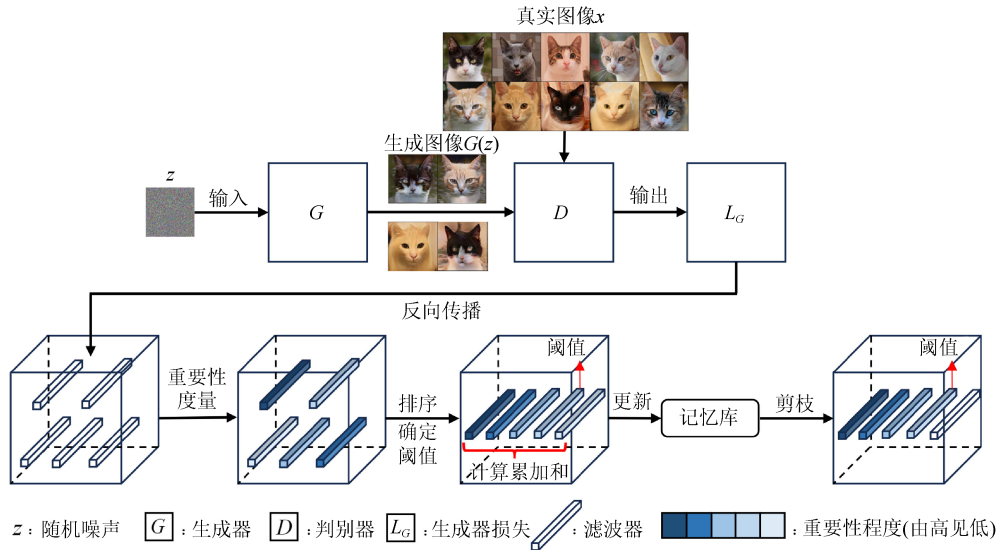 真实图像x
生成图像G(z)
z
输入
G
D
输出
L_G
反向传播
重要性
度量
排序
确定
阈值
阈值
计算累加和
更新
记忆库
剪枝
阈值
z：随机噪声
G：生成器
D：判别器
L_G：生成器损失
：滤波器
：重要性程度(由高见低)